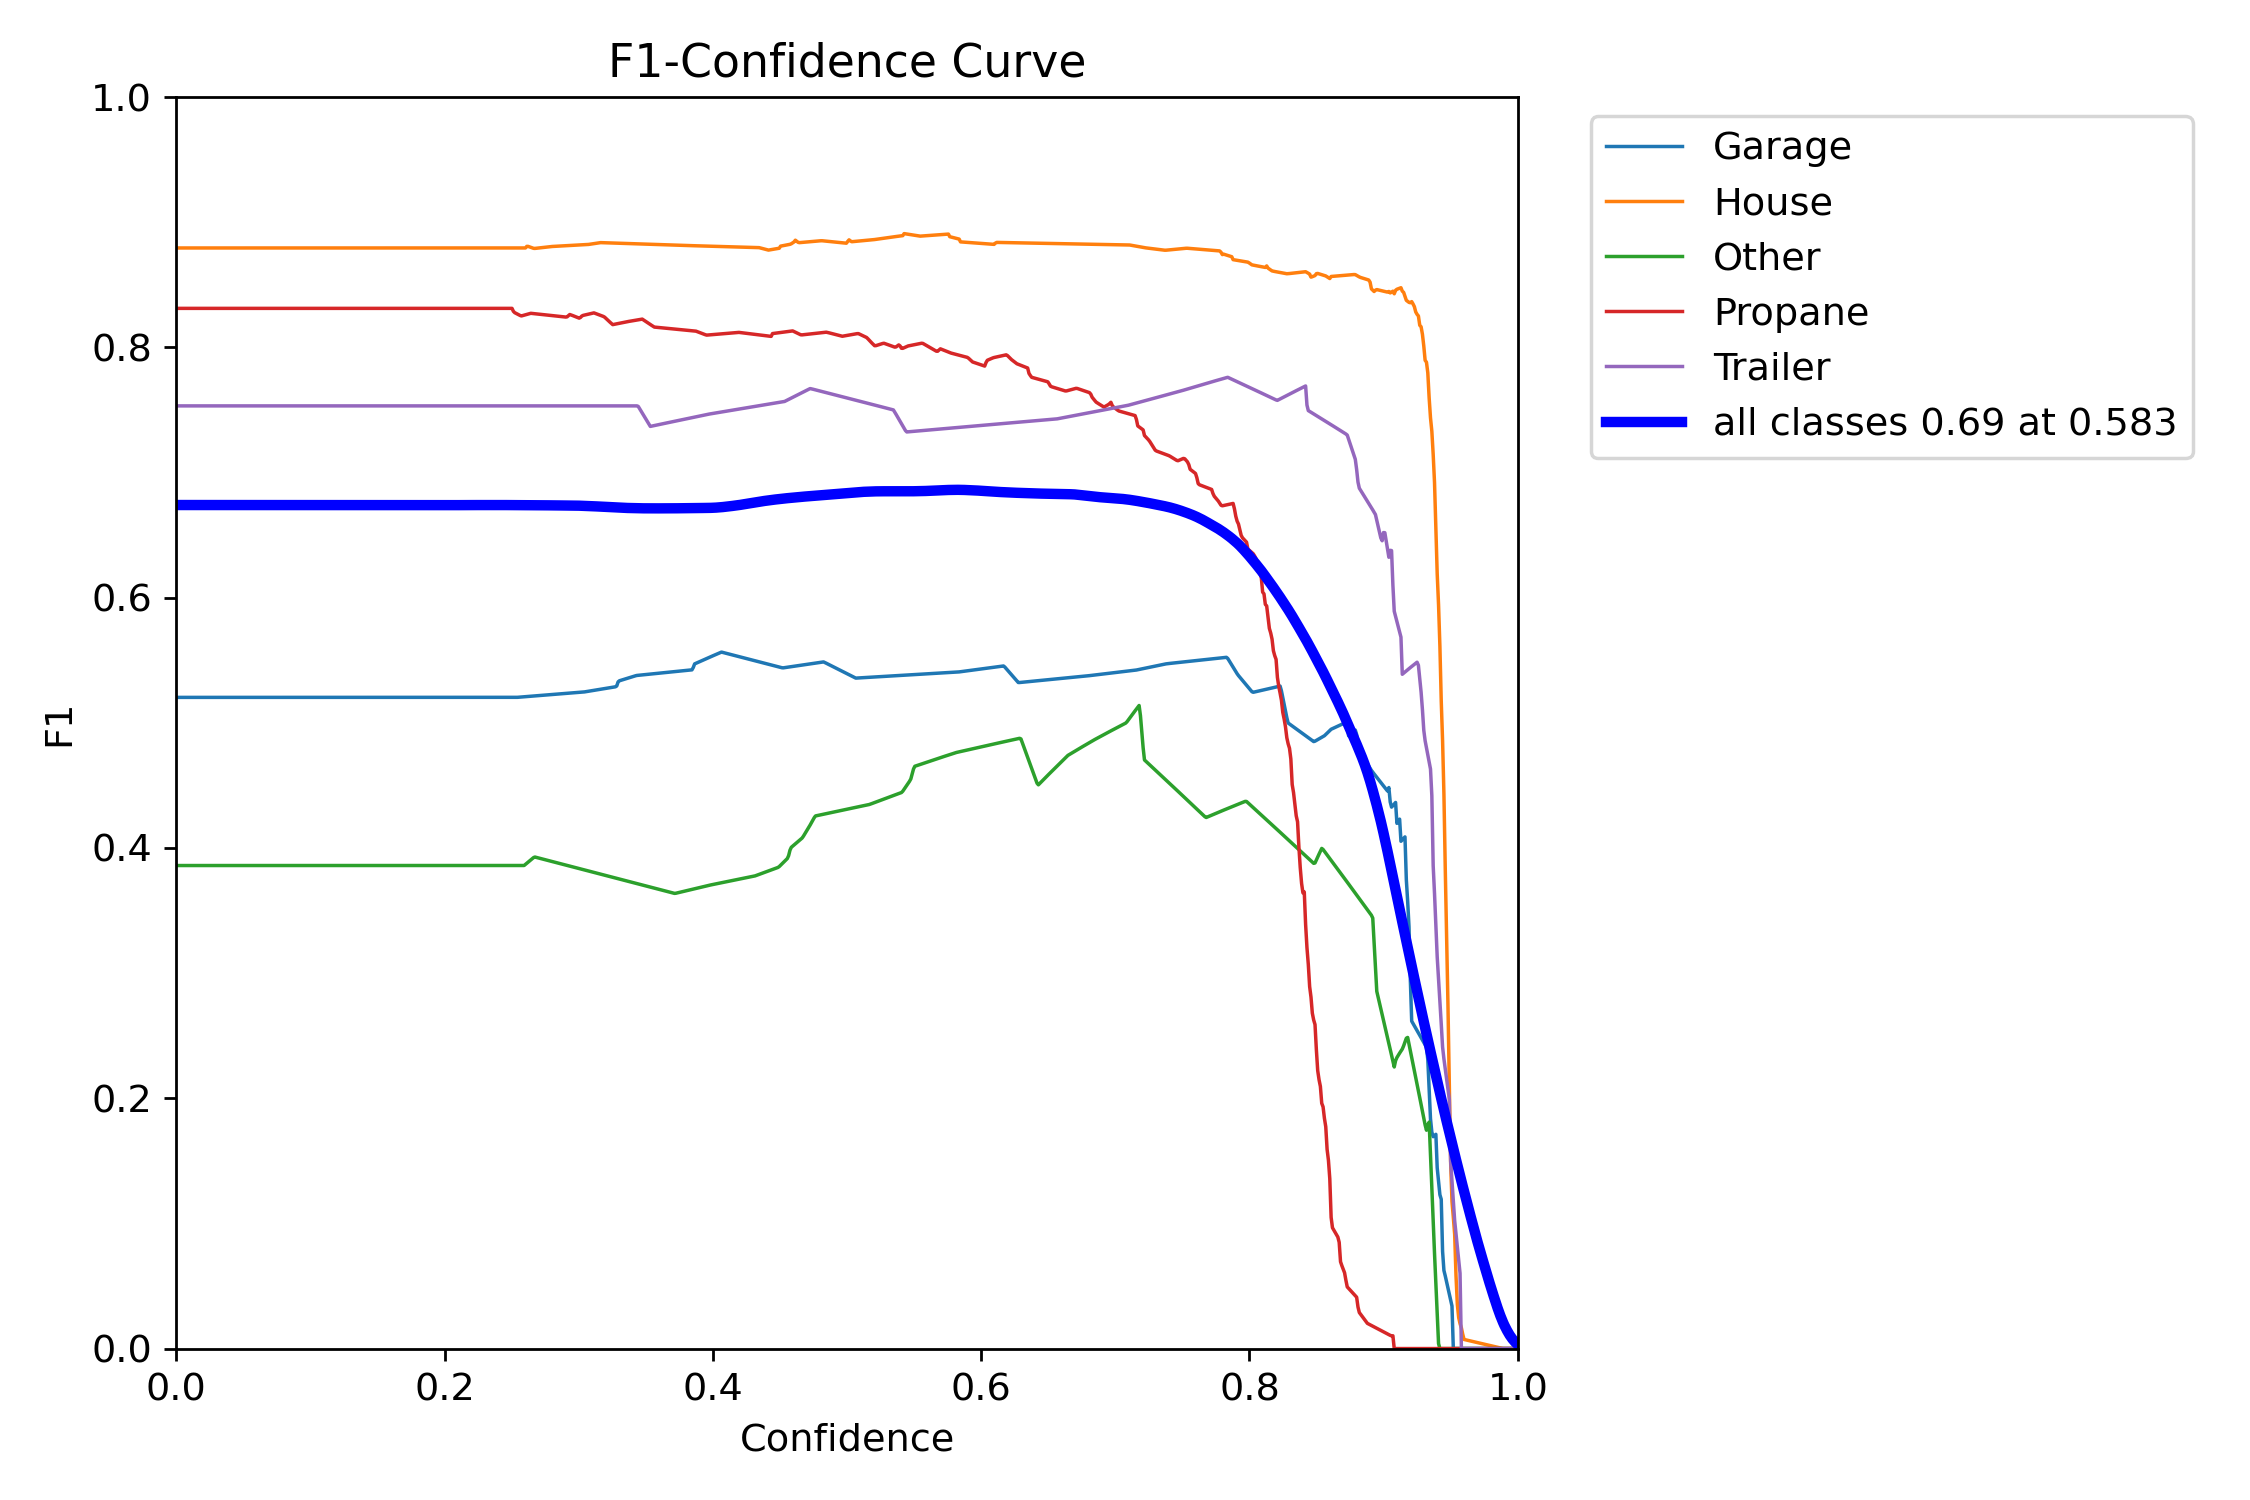 F1-Confidence Curve
1.0
0.8
0.6
0.4
0.2
0.0
F1
0.0 0.2 0.4 0.6 0.8 1.0
Confidence
Garage
House
Other
Propane
Trailer
all classes 0.69 at 0.583